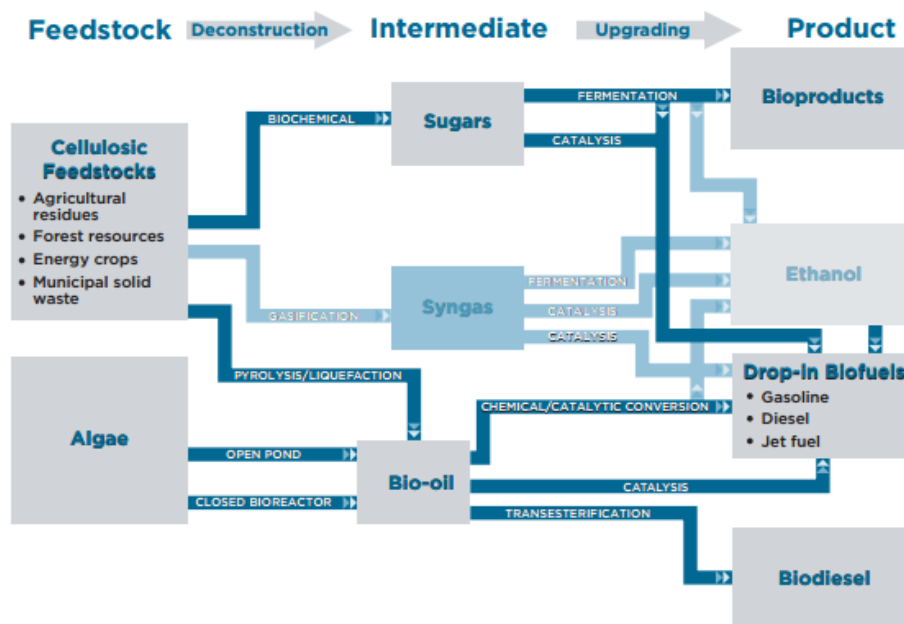 Feedstock
Deconstruction
Intermediate
Upgrading
Product
Bioproducts
FERMENTATION
Sugars
BIOCHEMICAL
CATALYSIS
Cellulosic
Feedstocks
• Agricultural
residues
• Forest resources
• Energy crops
• Municipal solid
waste
Ethanol
FERMENTATION
Syngas
GASIFICATION
CATALYSIS
CATALYSIS
PYROLYSIS/LIQUEFACTION
Drop-in Biofuels
• Gasoline
• Diesel
• Jet fuel
CHEMICAL/CATALYTIC CONVERSION
Algae
OPEN POND
Bio-oil
CATALYSIS
CLOSED BIOREACTOR
TRANSESTERIFICATION
Biodiesel